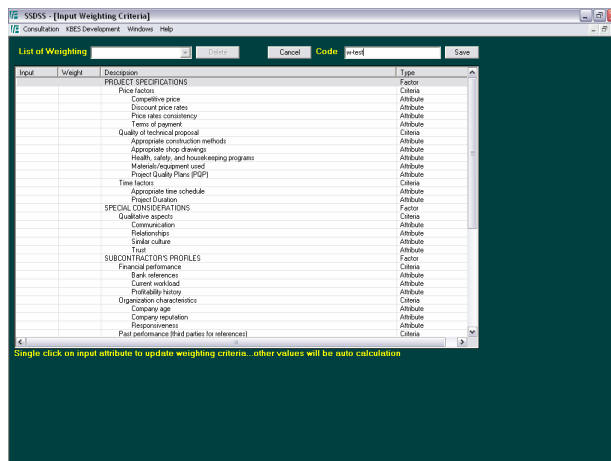 SSDSS - [Input Weighting Criteria]
Consultation KBES Development Windows Help
List of Weighting Delete Cancel Code w-test Save
Input Weight Description Type
PROJECT SPECIFICATIONS Factor
Price factors Criteria
Competitive price Attribute
Discount price rates Attribute
Price rates consistency Attribute
Terms of payment Attribute
Quality of technical proposal Criteria
Appropriate construction methods Attribute
Appropriate shop drawings Attribute
Health, safety, and housekeeping programs Attribute
Materials/equipment used Attribute
Project Quality Plans (PQP) Attribute
Time factors Criteria
Appropriate time schedule Attribute
Project Duration Attribute
SPECIAL CONSIDERATIONS Factor
Qualitative aspects Criteria
Communication Attribute
Relationships Attribute
Similar culture Attribute
Trust Attribute
SUBCONTRACTOR'S PROFILES Factor
Financial performance Criteria
Bank references Attribute
Current workload Attribute
Profitability history Attribute
Organization characteristics Criteria
Company age Attribute
Company reputation Attribute
Responsiveness Attribute
Past performance (third parties for references) Criteria
Single click on input attribute to update weighting criteria...other values will be auto calculation